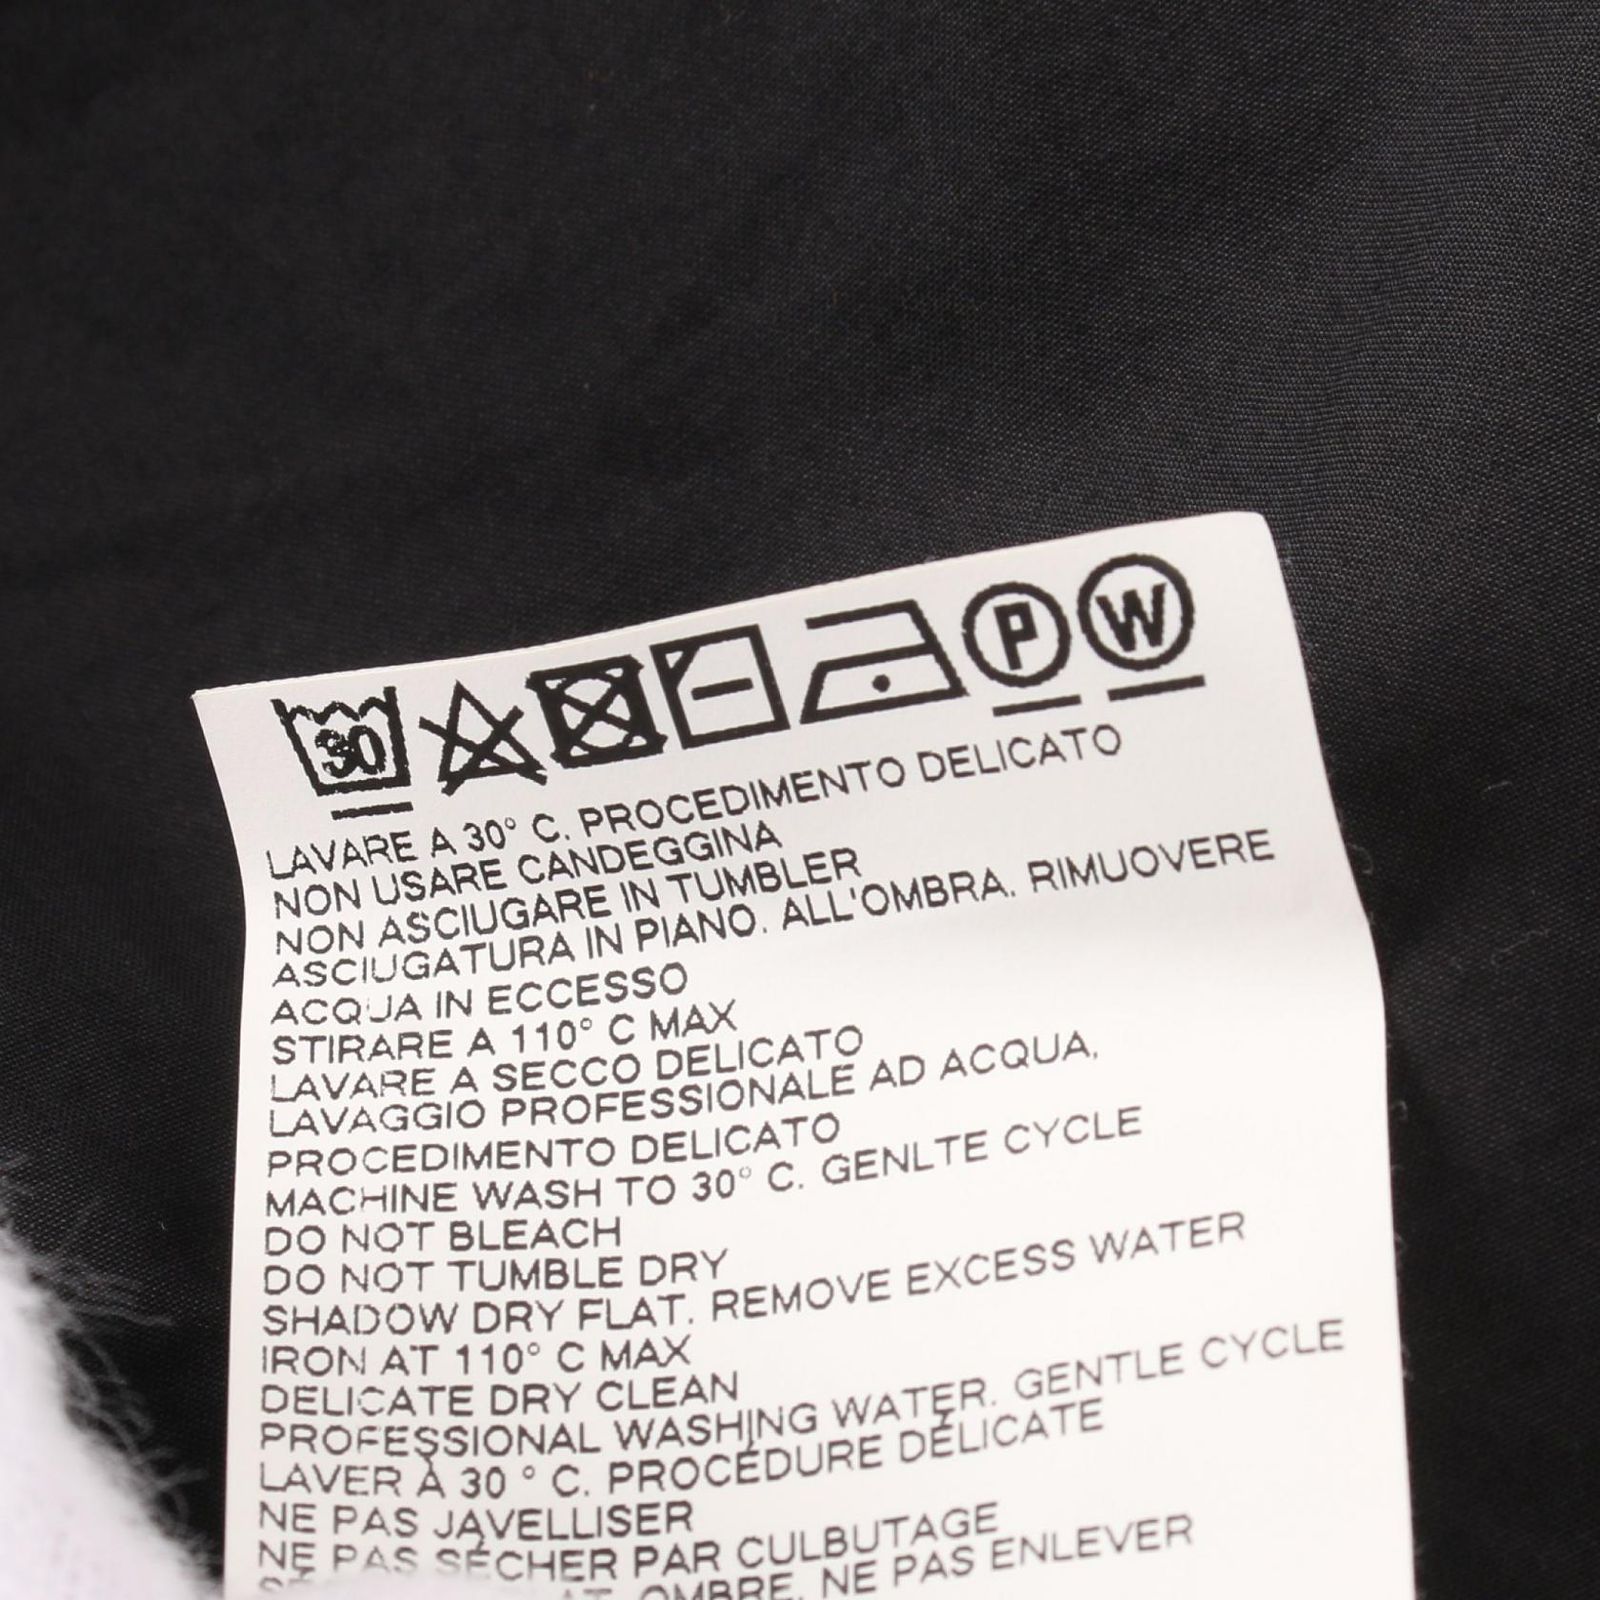 30
P W
LAVARE A 30° C. PROCEDIMENTO DELICATO
NON USARE CANDEGGINA
NON ASCIUGARE IN TUMBLER
ASCIUGATURA IN PIANO. ALL'OMBRA. RIMUOVERE
ACQUA IN ECCESSO
STIRARE A 110° C MAX
LAVARE A SECCO DELICATO
LAVAGGIO PROFESSIONALE AD ACQUA,
PROCEDIMENTO DELICATO
MACHINE WASH TO 30° C. GENLTE CYCLE
DO NOT BLEACH
DO NOT TUMBLE DRY
SHADOW DRY FLAT. REMOVE EXCESS WATER
IRON AT 110° C MAX
DELICATE DRY CLEAN
PROFESSIONAL WASHING WATER. GENTLE CYCLE
LAVER À 30 ° C. PROCÉDURE DÉLICATE
NE PAS JAVELLISER
NE PAS SÉCHER PAR CULBUTAGE
OMBRE. NE PAS ENLEVER